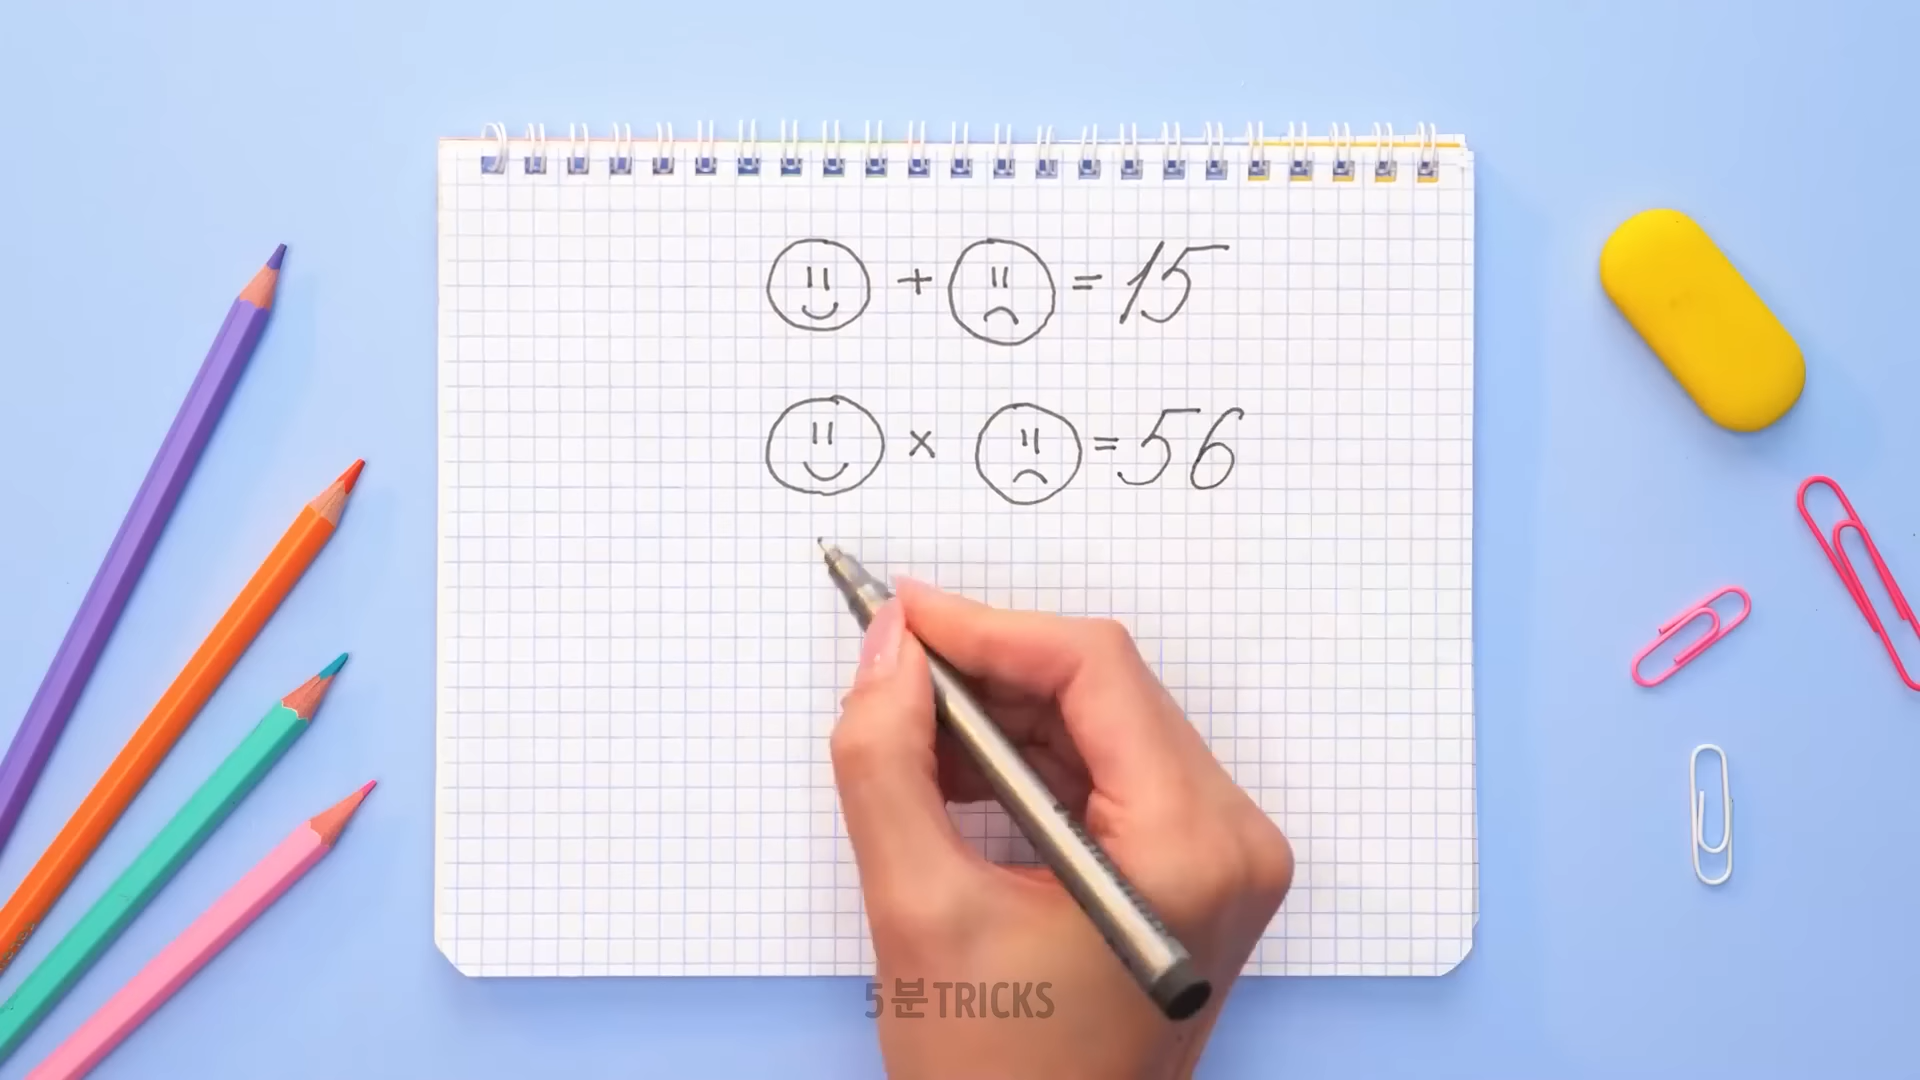 + = 15
x = 56
5분TRICKS